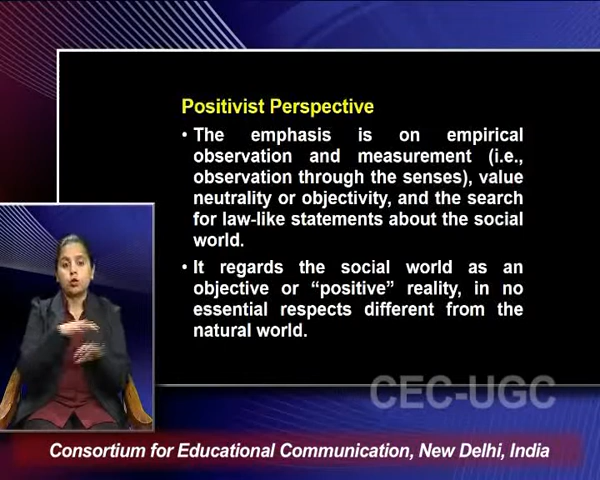 Positivist Perspective
• The emphasis is on empirical
observation and measurement (i.e.,
observation through the senses), value
neutrality or objectivity, and the search
for law-like statements about the social
world.
• It regards the social world as an
objective or “positive” reality, in no
essential respects different from the
natural world.
CEC-UGC
Consortium for Educational Communication, New Delhi, India